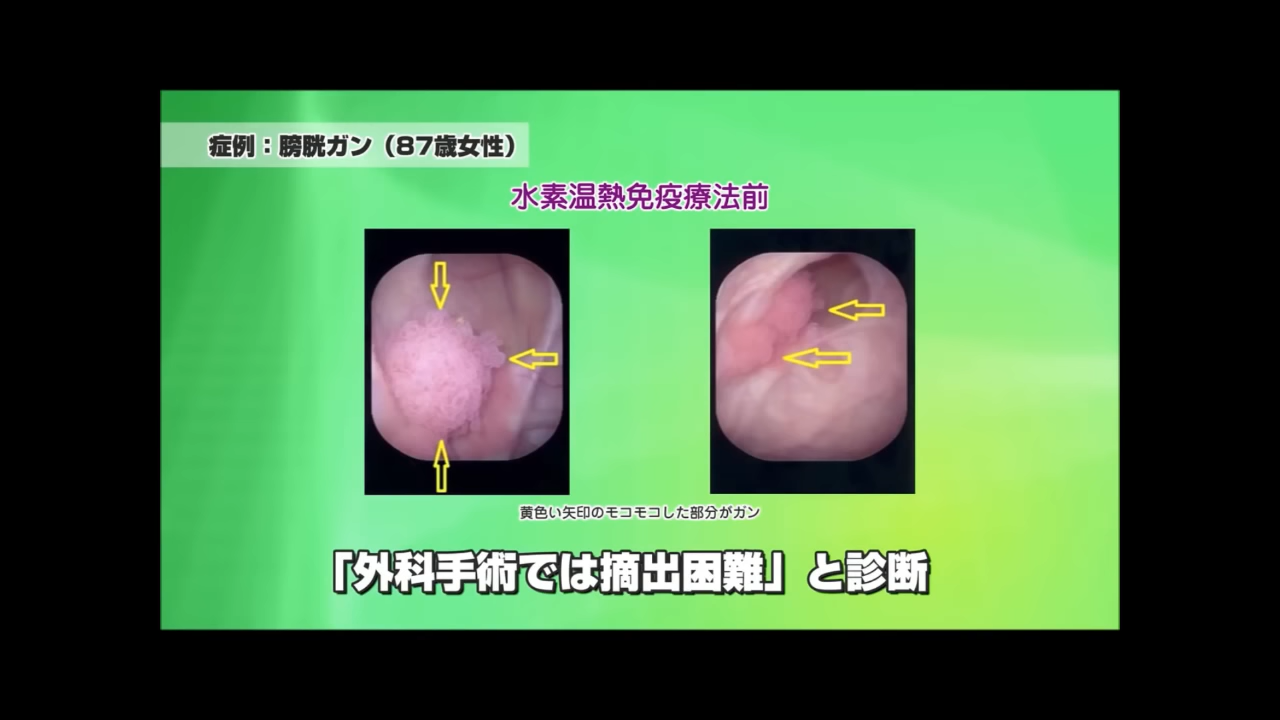 症例：膀胱ガン（87歳女性）
水素温熱免疫療法前
黄色い矢印のモコモコした部分がガン
「外科手術では摘出困難」と診断